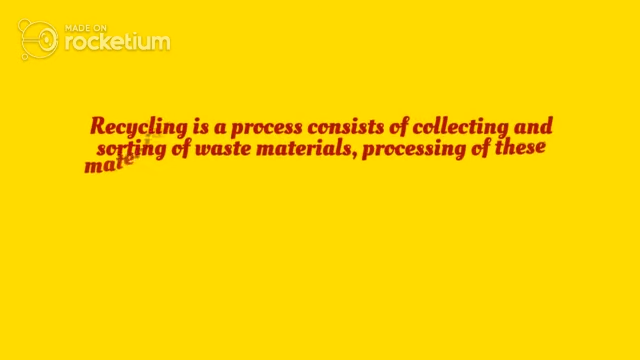 MADE ON
rocketium
Recycling is a process consists of collecting and
sorting of waste materials, processing of these